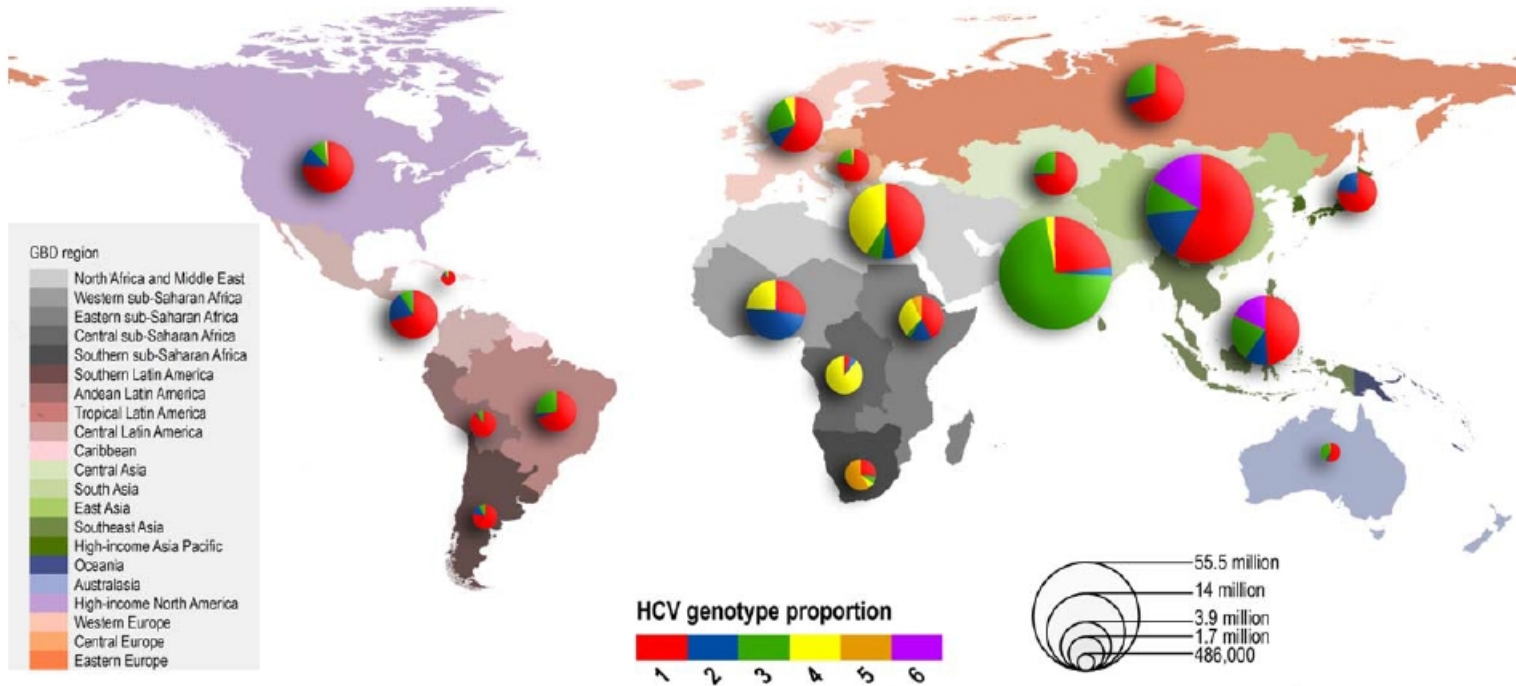 GBD region
North Africa and Middle East
Western sub-Saharan Africa
Eastern sub-Saharan Africa
Central sub-Saharan Africa
Southern sub-Saharan Africa
Southern Latin America
Andean Latin America
Tropical Latin America
Central Latin America
Caribbean
Central Asia
South Asia
East Asia
Southeast Asia
High-income Asia Pacific
Oceania
Australasia
High-income North America
Western Europe
Central Europe
Eastern Europe
HCV genotype proportion
1 2 3 4 5 6
55.5 million
14 million
3.9 million
1.7 million
486,000